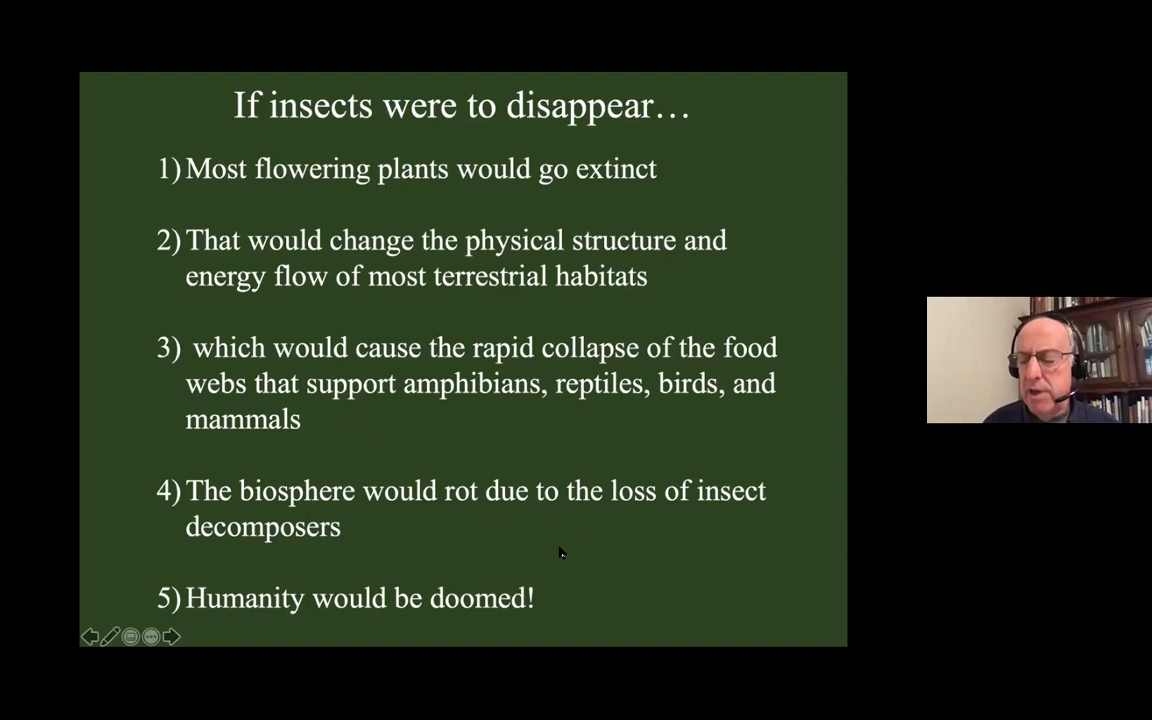 If insects were to disappear…
1) Most flowering plants would go extinct
2) That would change the physical structure and
energy flow of most terrestrial habitats
3) which would cause the rapid collapse of the food
webs that support amphibians, reptiles, birds, and
mammals
4) The biosphere would rot due to the loss of insect
decomposers
5) Humanity would be doomed!